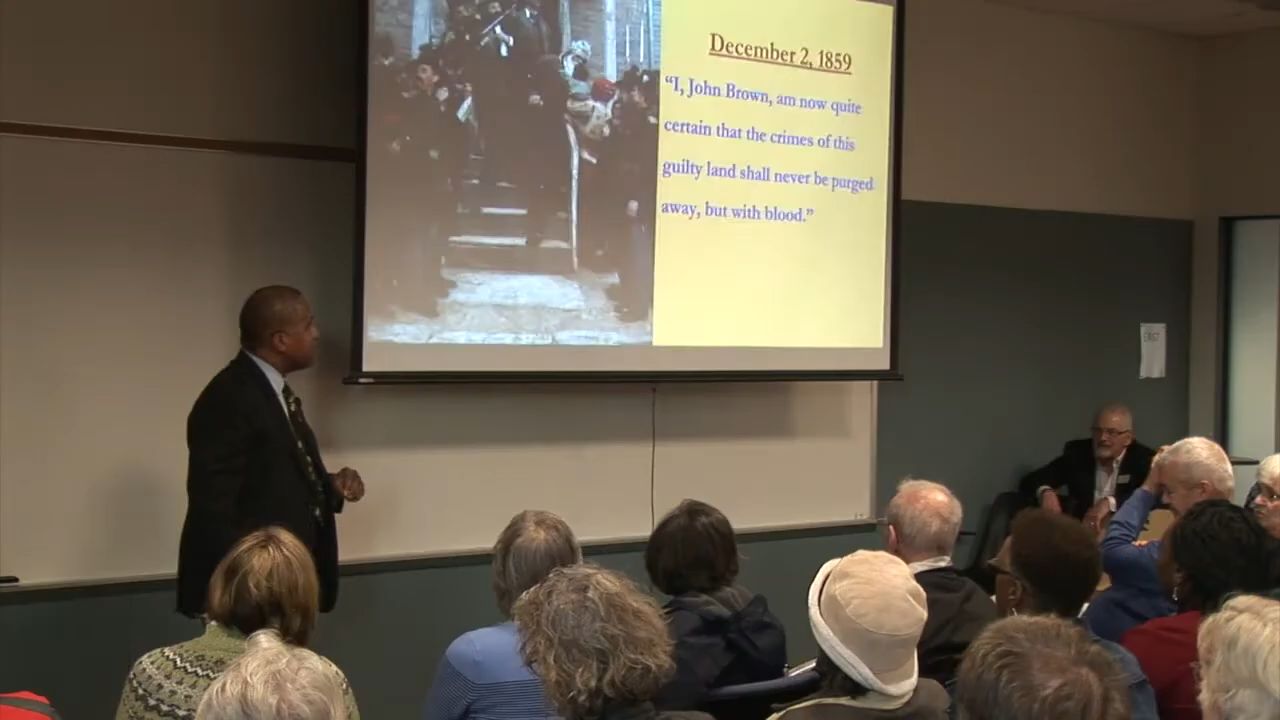 December 2, 1859
“I, John Brown, am now quite
certain that the crimes of this
guilty land shall never be purged
away, but with blood.”